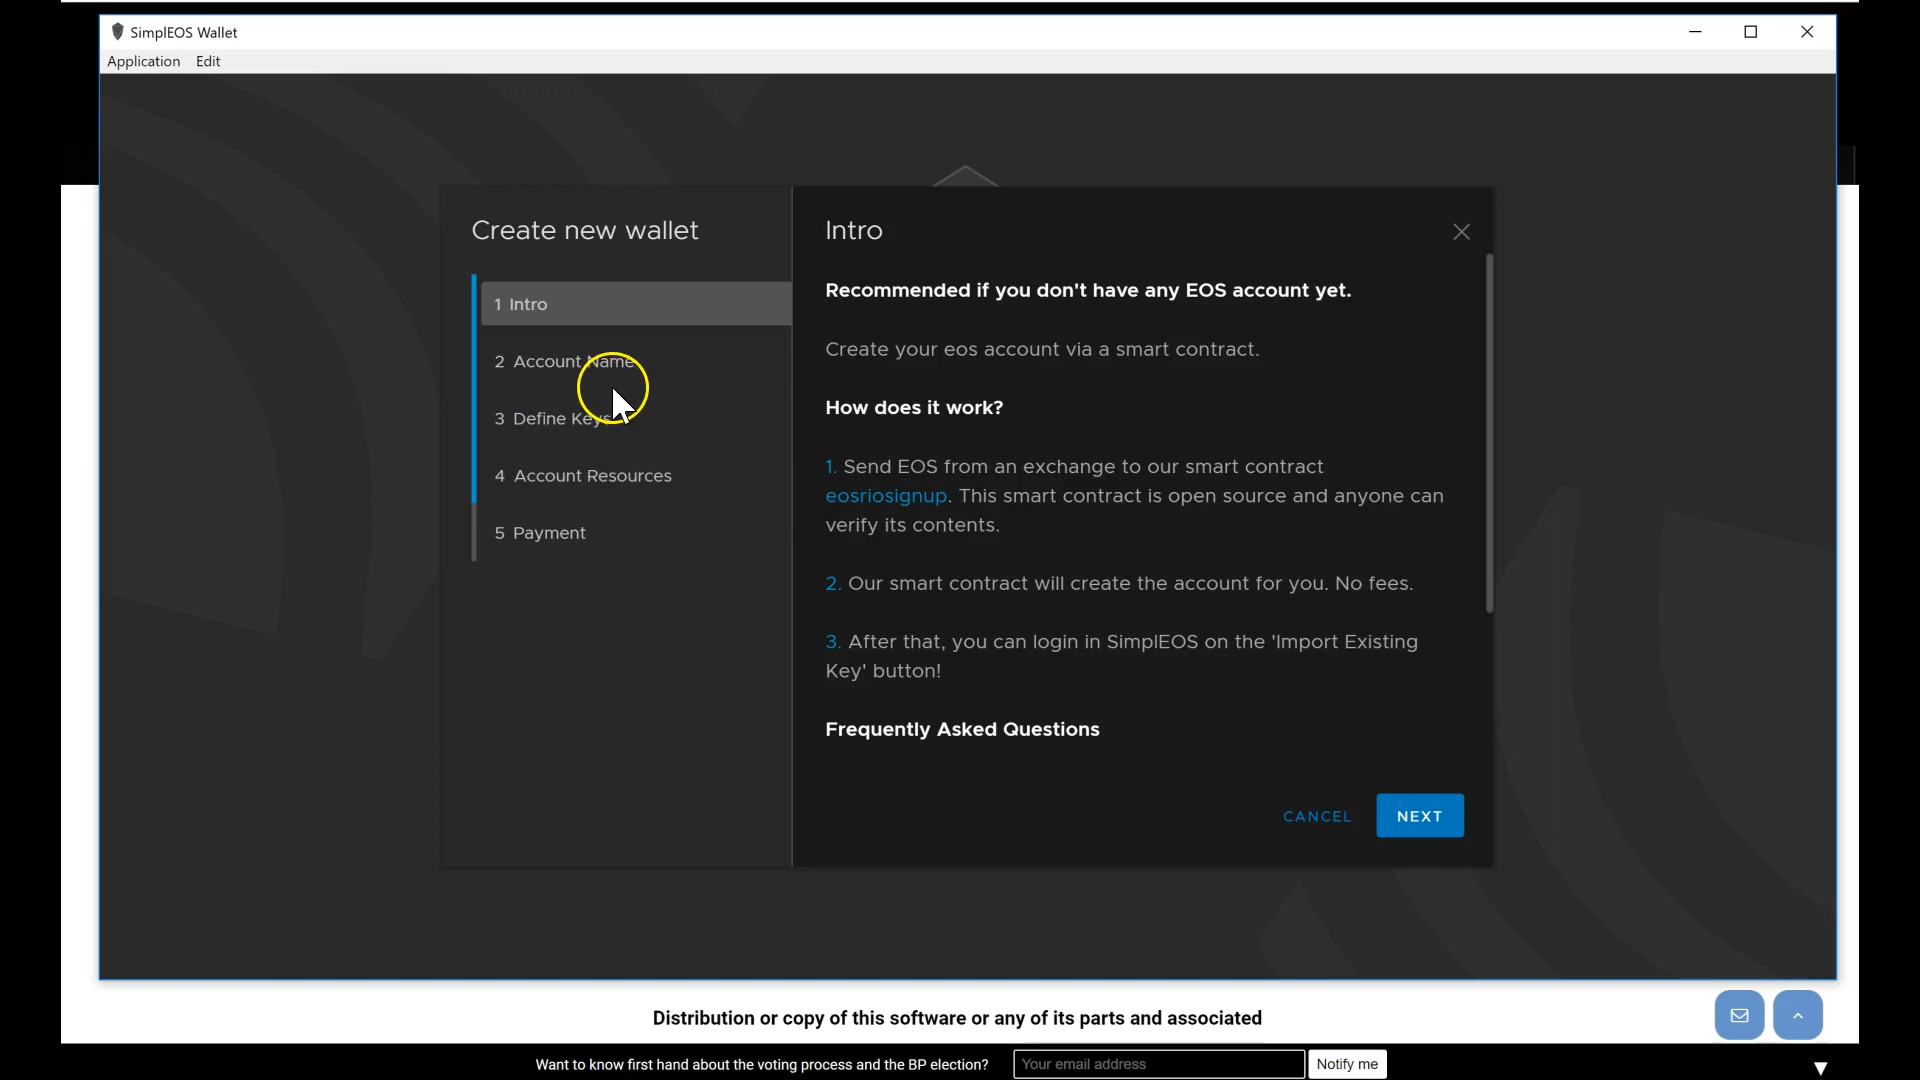 SimplEOS Wallet
Application Edit
Create new wallet
1 Intro
2 Account Name
3 Define Keys
4 Account Resources
5 Payment
Intro
Recommended if you don't have any EOS account yet.
Create your eos account via a smart contract.
How does it work?
1. Send EOS from an exchange to our smart contract
eosriosignup. This smart contract is open source and anyone can
verify its contents.
2. Our smart contract will create the account for you. No fees.
3. After that, you can login in SimplEOS on the 'Import Existing
Key' button!
Frequently Asked Questions
CANCEL NEXT
Distribution or copy of this software or any of its parts and associated
Want to know first hand about the voting process and the BP election? Your email address Notify me